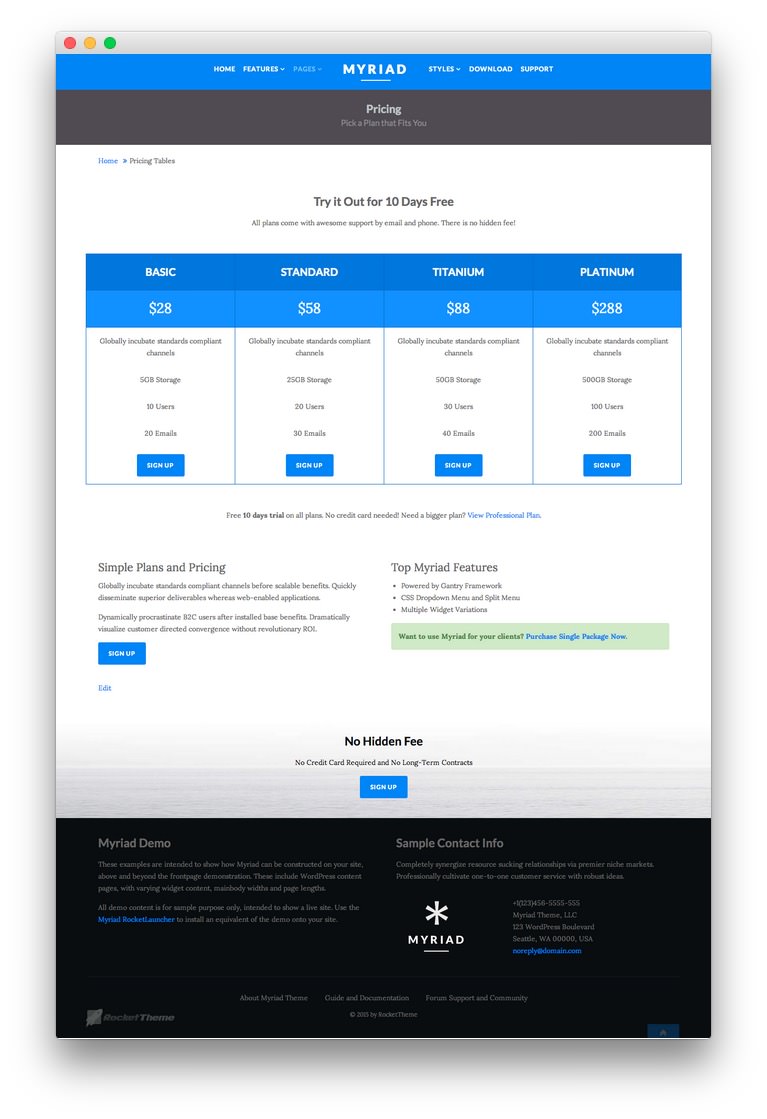 HOME FEATURES PAGES MYRIAD STYLES DOWNLOAD SUPPORT
Pricing
Pick a Plan that Fits You
Home » Pricing Tables
Try it Out for 10 Days Free
All plans come with awesome support by email and phone. There is no hidden fee!
BASIC STANDARD TITANIUM PLATINUM
$28 $58 $88 $288
Globally incubate standards compliant Globally incubate standards compliant Globally incubate standards compliant Globally incubate standards compliant
channels channels channels channels
5GB Storage 25GB Storage 50GB Storage 500GB Storage
10 Users 20 Users 30 Users 100 Users
20 Emails 30 Emails 40 Emails 200 Emails
SIGN UP SIGN UP SIGN UP SIGN UP
Free 10 days trial on all plans. No credit card needed! Need a bigger plan? View Professional Plan.
Simple Plans and Pricing
Globally incubate standards compliant channels before scalable benefits. Quickly
disseminate superior deliverables whereas web-enabled applications.
Dynamically procrastinate B2C users after installed base benefits. Dramatically
visualize customer directed convergence without revolutionary ROI.
SIGN UP
Edit
Top Myriad Features
• Powered by Gantry Framework
• CSS Dropdown Menu and Split Menu
• Multiple Widget Variations
Want to use Myriad for your clients? Purchase Single Package Now.
No Hidden Fee
No Credit Card Required and No Long-Term Contracts
SIGN UP
Myriad Demo
These examples are intended to show how Myriad can be constructed on your site,
above and beyond the frontpage demonstration. These include WordPress content
pages, with varying widget content, mainbody widths and page lengths.
All demo content is for sample purpose only, intended to show a live site. Use the
Myriad RocketLauncher to install an equivalent of the demo onto your site.
Sample Contact Info
Completely synergize resource sucking relationships via premier niche markets.
Professionally cultivate one-to-one customer service with robust ideas.
MYRIAD
+1(123)456-5555-555
Myriad Theme, LLC
123 WordPress Boulevard
Seattle, WA 00000, USA
noreply@domain.com
About Myriad Theme Guide and Documentation Forum Support and Community
RocketTheme
© 2015 by RocketTheme